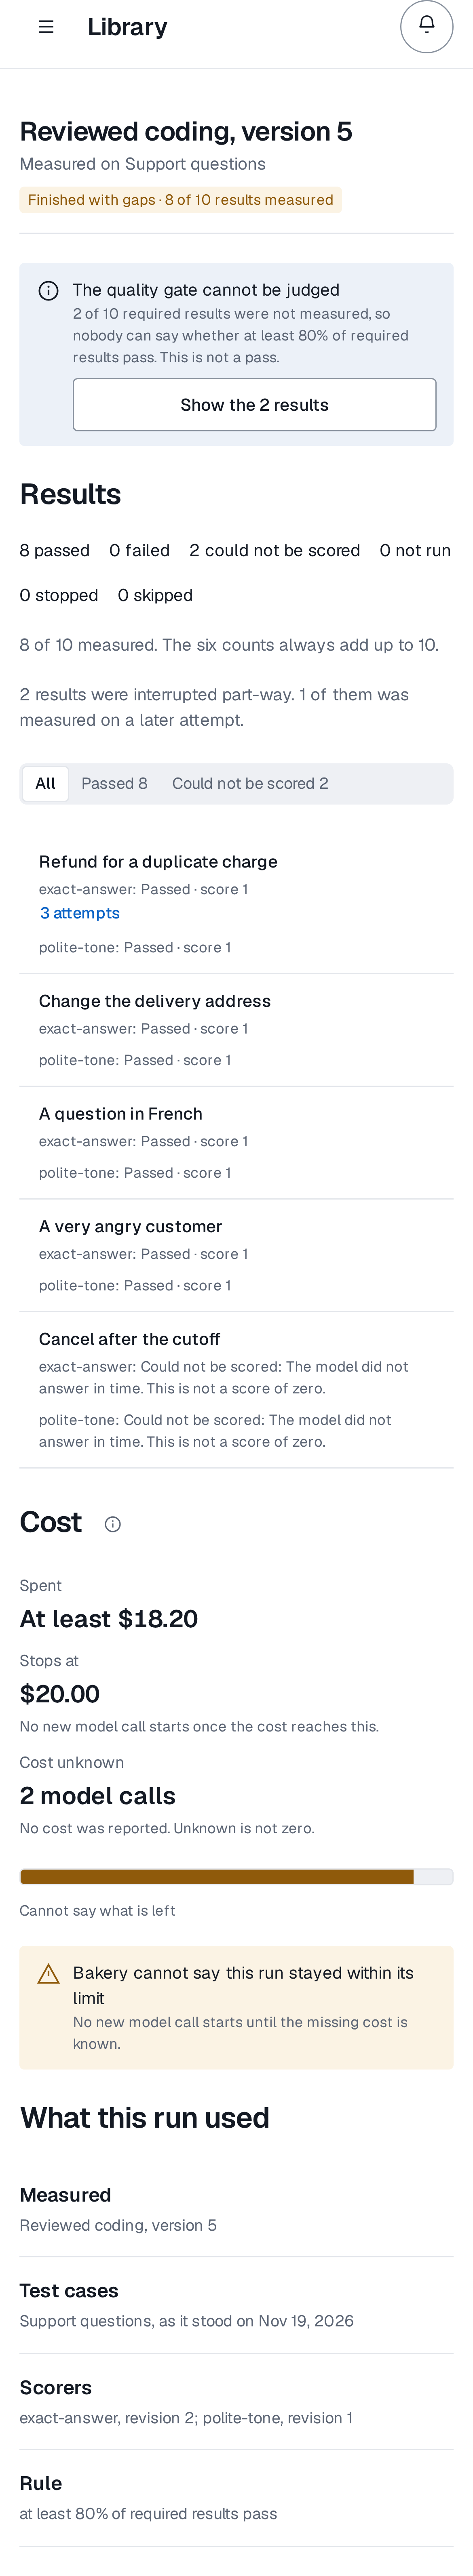 Library
Reviewed coding, version 5
Measured on Support questions
Finished with gaps · 8 of 10 results measured
The quality gate cannot be judged
2 of 10 required results were not measured, so
nobody can say whether at least 80% of required
results pass. This is not a pass.
Show the 2 results
Results
8 passed 0 failed 2 could not be scored 0 not run
0 stopped 0 skipped
8 of 10 measured. The six counts always add up to 10.
2 results were interrupted part-way. 1 of them was
measured on a later attempt.
All Passed 8 Could not be scored 2
Refund for a duplicate charge
exact-answer: Passed · score 1
3 attempts
polite-tone: Passed · score 1
Change the delivery address
exact-answer: Passed · score 1
polite-tone: Passed · score 1
A question in French
exact-answer: Passed · score 1
polite-tone: Passed · score 1
A very angry customer
exact-answer: Passed · score 1
polite-tone: Passed · score 1
Cancel after the cutoff
exact-answer: Could not be scored: The model did not
answer in time. This is not a score of zero.
polite-tone: Could not be scored: The model did not
answer in time. This is not a score of zero.
Cost
Spent
At least $18.20
Stops at
$20.00
No new model call starts once the cost reaches this.
Cost unknown
2 model calls
No cost was reported. Unknown is not zero.
Cannot say what is left
Bakery cannot say this run stayed within its
limit
No new model call starts until the missing cost is
known.
What this run used
Measured
Reviewed coding, version 5
Test cases
Support questions, as it stood on Nov 19, 2026
Scorers
exact-answer, revision 2; polite-tone, revision 1
Rule
at least 80% of required results pass